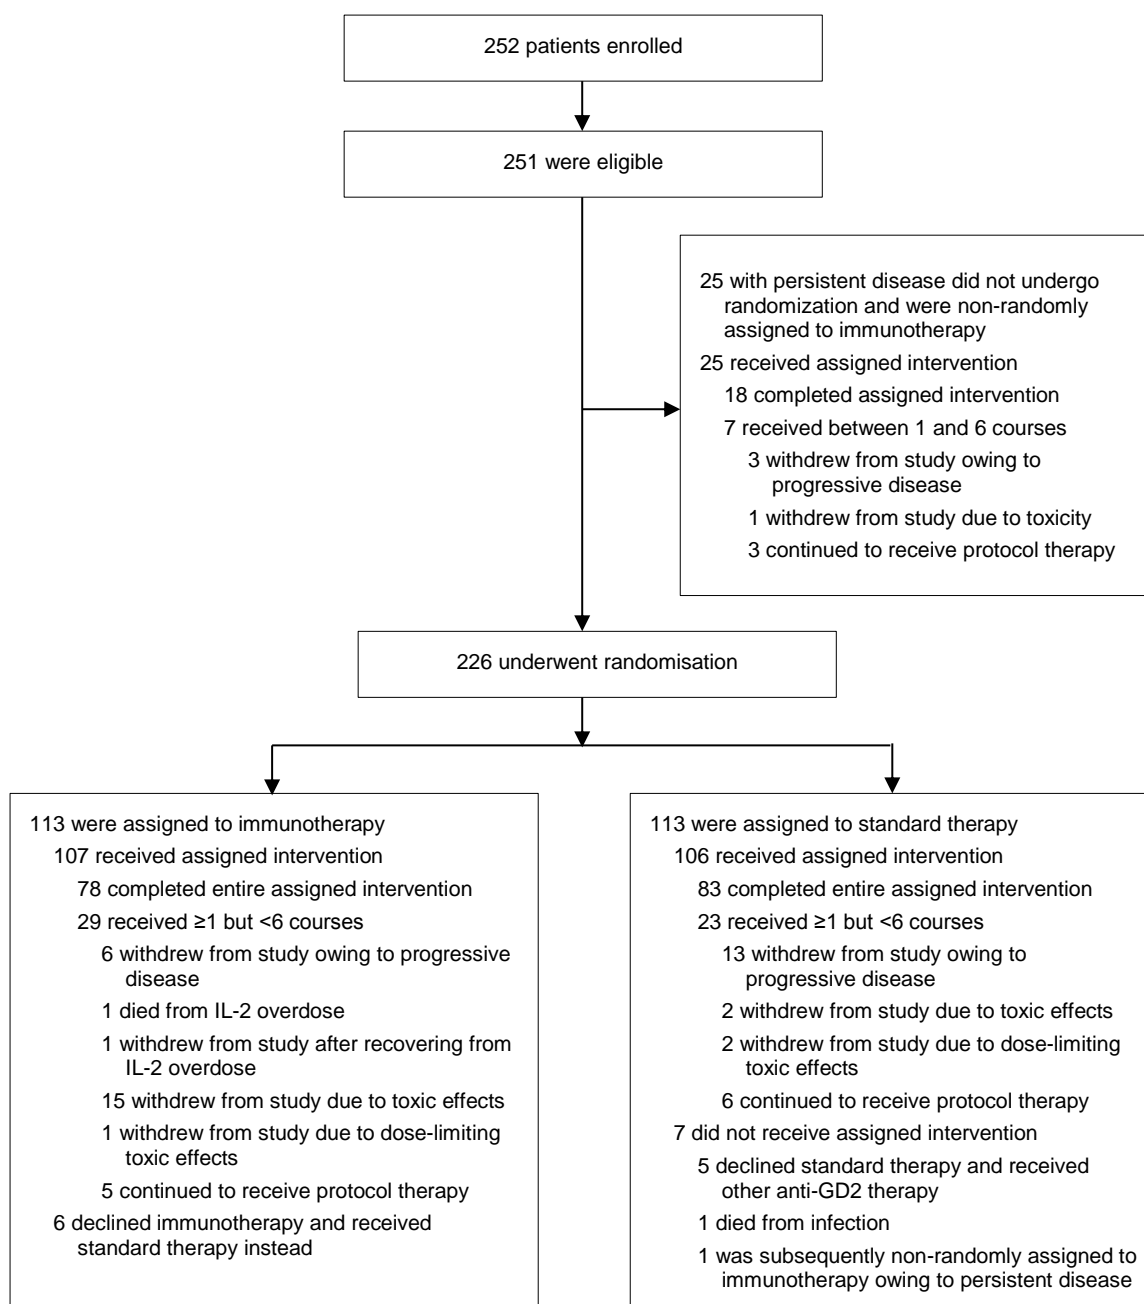 252 patients enrolled
251 were eligible
25 with persistent disease did not undergo
randomization and were non-randomly
assigned to immunotherapy
25 received assigned intervention
18 completed assigned intervention
7 received between 1 and 6 courses
3 withdrew from study owing to
progressive disease
1 withdrew from study due to toxicity
3 continued to receive protocol therapy
226 underwent randomisation
113 were assigned to immunotherapy
107 received assigned intervention
78 completed entire assigned intervention
29 received ≥1 but <6 courses
6 withdrew from study owing to progressive
disease
1 died from IL-2 overdose
1 withdrew from study after recovering from
IL-2 overdose
15 withdrew from study due to toxic effects
1 withdrew from study due to dose-limiting
toxic effects
5 continued to receive protocol therapy
6 declined immunotherapy and received
standard therapy instead
113 were assigned to standard therapy
106 received assigned intervention
83 completed entire assigned intervention
23 received ≥1 but <6 courses
13 withdrew from study owing to
progressive disease
2 withdrew from study due to toxic effects
2 withdrew from study due to dose-limiting
toxic effects
6 continued to receive protocol therapy
7 did not receive assigned intervention
5 declined standard therapy and received
other anti-GD2 therapy
1 died from infection
1 was subsequently non-randomly assigned to
immunotherapy owing to persistent disease